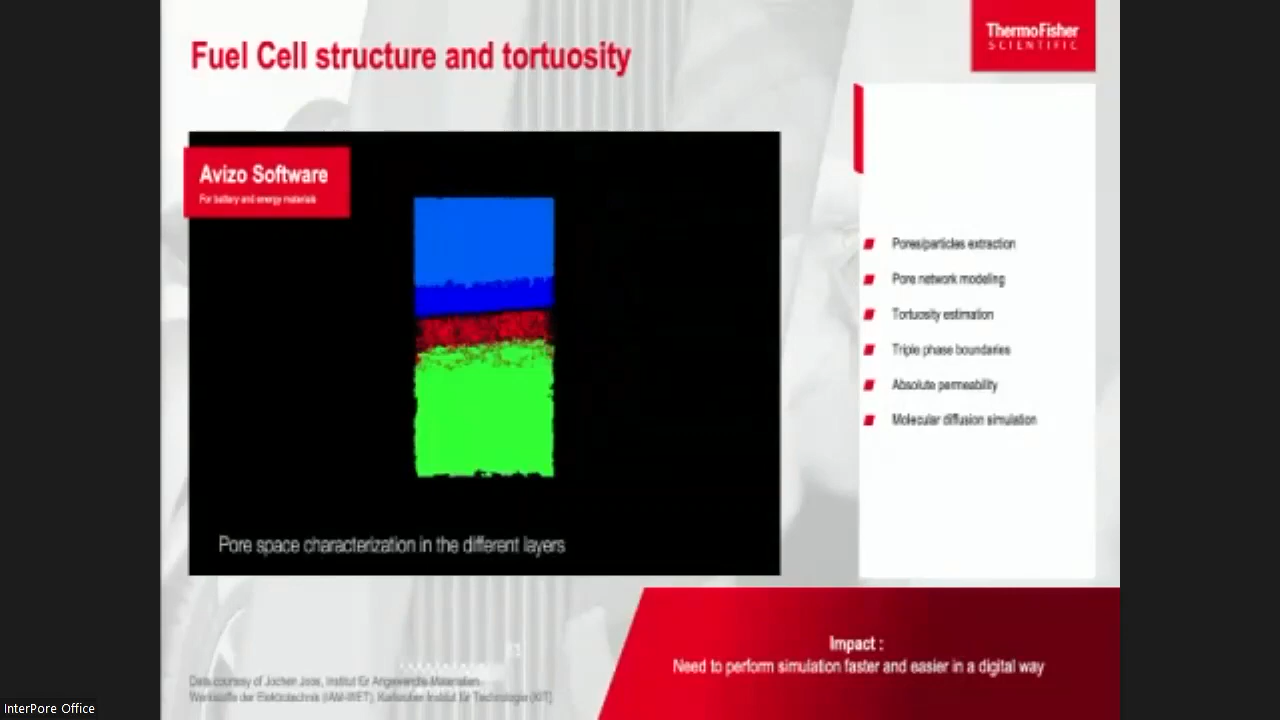 Fuel Cell structure and tortuosity
ThermoFisher
SCIENTIFIC
Avizo Software
For battery and energy materials
Pores/particles extraction
Pore network modeling
Tortuosity estimation
Triple phase boundaries
Absolute permeability
Molecular diffusion simulation
Pore space characterization in the different layers
Impact :
Need to perform simulation faster and easier in a digital way
Data courtesy of Jochen Joos, Institut für Angewandte Materialien-
Werkstoffe der Elektrotechnik (IAM-WET), Karlsruher Institut für Technologie (KIT)
InterPore Office